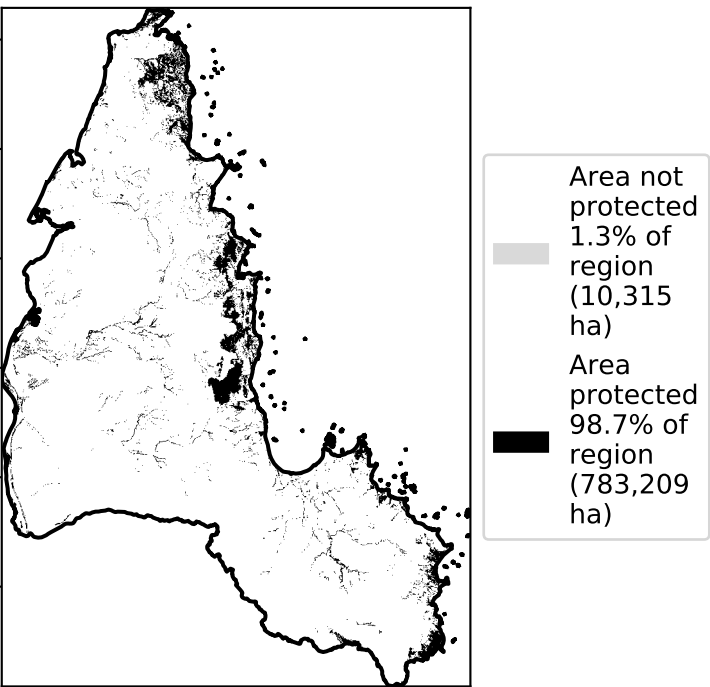 Area not
protected
1.3% of
region
(10,315
ha)
Area
protected
98.7% of
region
(783,209
ha)